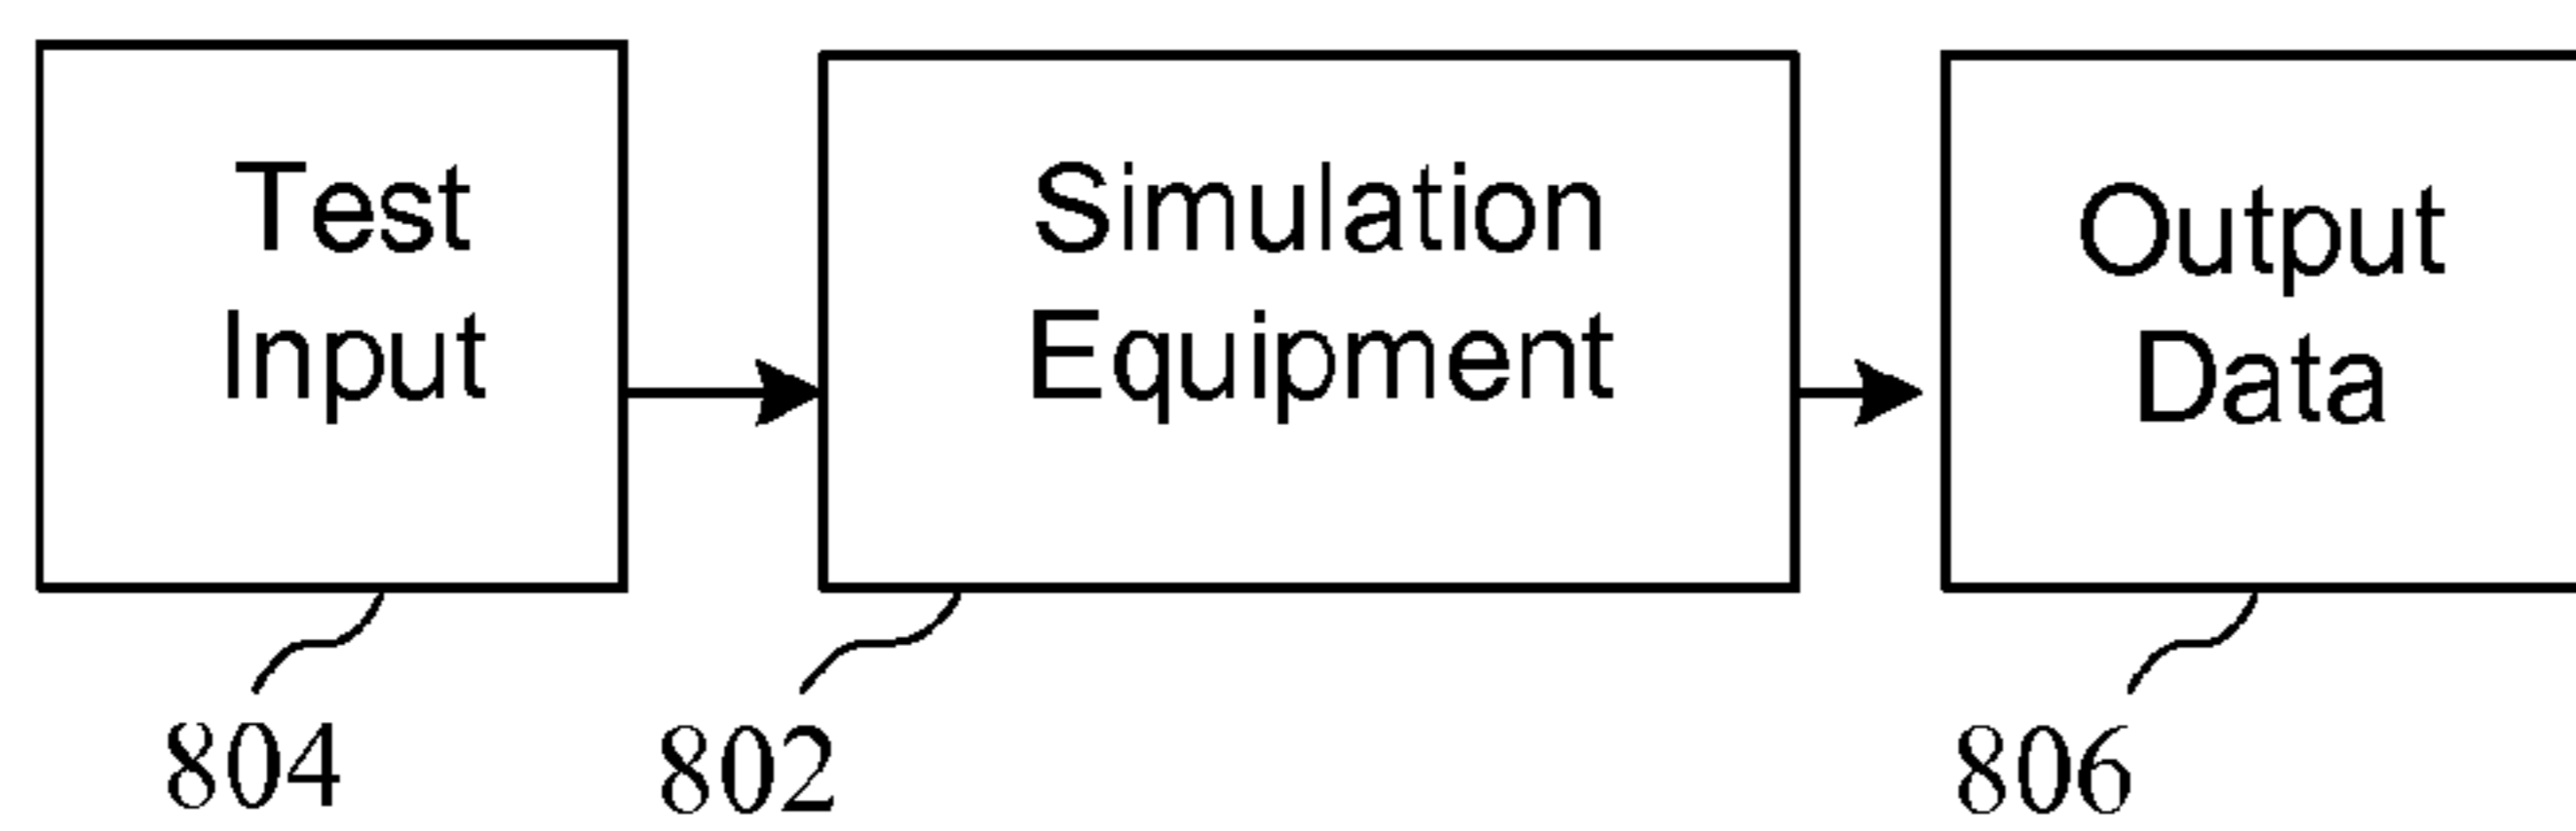 Test
Input
Simulation
Equipment
Output
Data
804
802
806